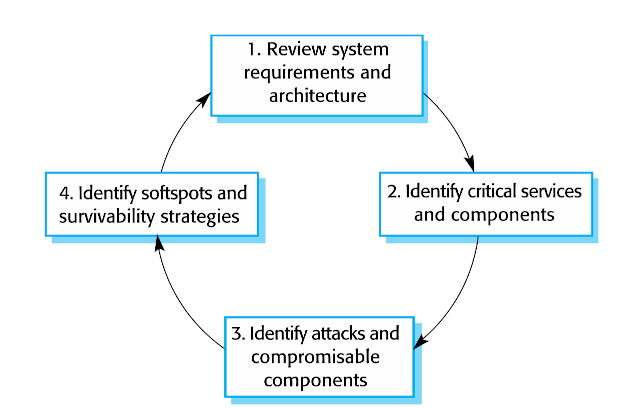 1. Review system
requirements and
architecture
2. Identify critical services
and components
3. Identify attacks and
compromisable
components
4. Identify softspots and
survivability strategies